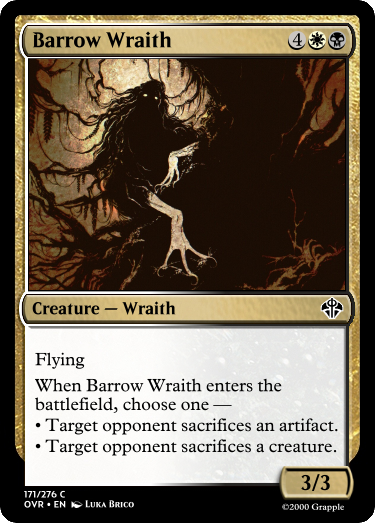 Barrow Wraith 4
Creature — Wraith
Flying
When Barrow Wraith enters the
battlefield, choose one —
• Target opponent sacrifices an artifact.
• Target opponent sacrifices a creature.
3/3
171/276 C
OVR • EN Luka Brico
©2000 Grapple